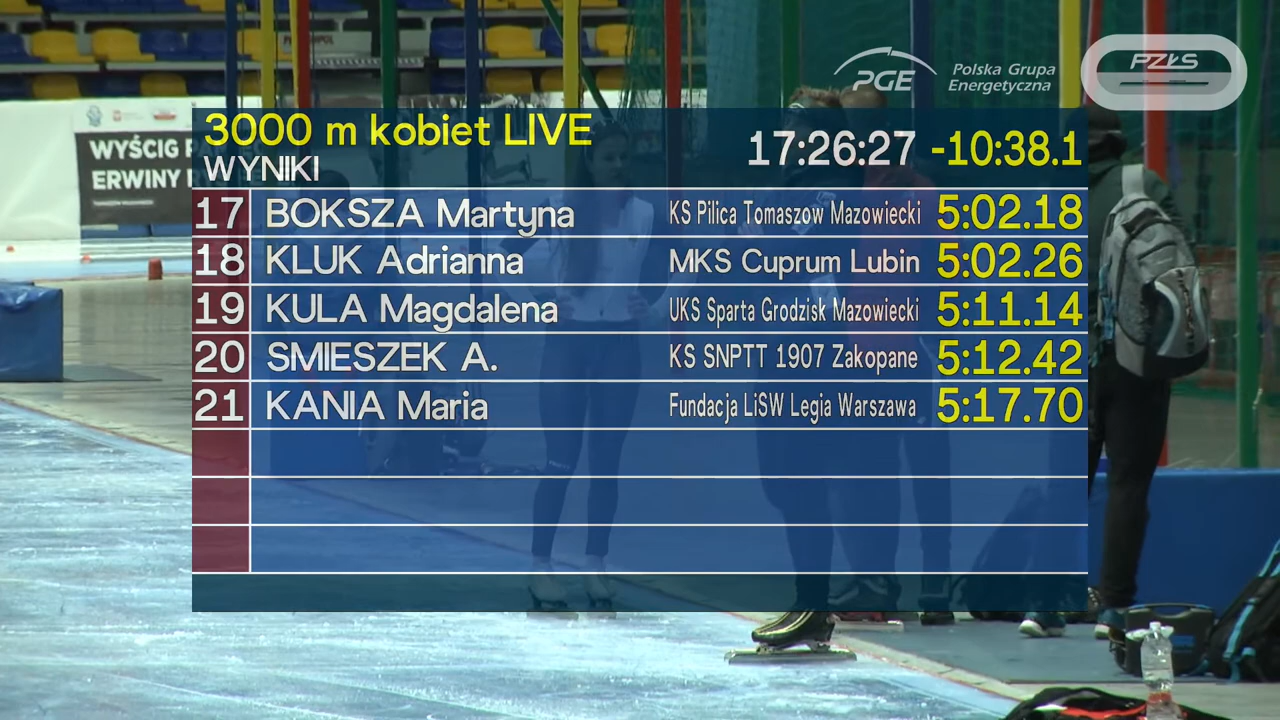 PGE Polska Grupa Energetyczna
PZŁS
3000 m kobiet LIVE
WYNIKI
17:26:27 -10:38.1
17 BOKSZA Martyna KS Pilica Tomaszow Mazowiecki 5:02.18
18 KLUK Adrianna MKS Cuprum Lubin 5:02.26
19 KULA Magdalena UKS Sparta Grodzisk Mazowiecki 5:11.14
20 SMIESZEK A. KS SNPTT 1907 Zakopane 5:12.42
21 KANIA Maria Fundacja LiSW Legia Warszawa 5:17.70
WYŚCIG
ERWINY